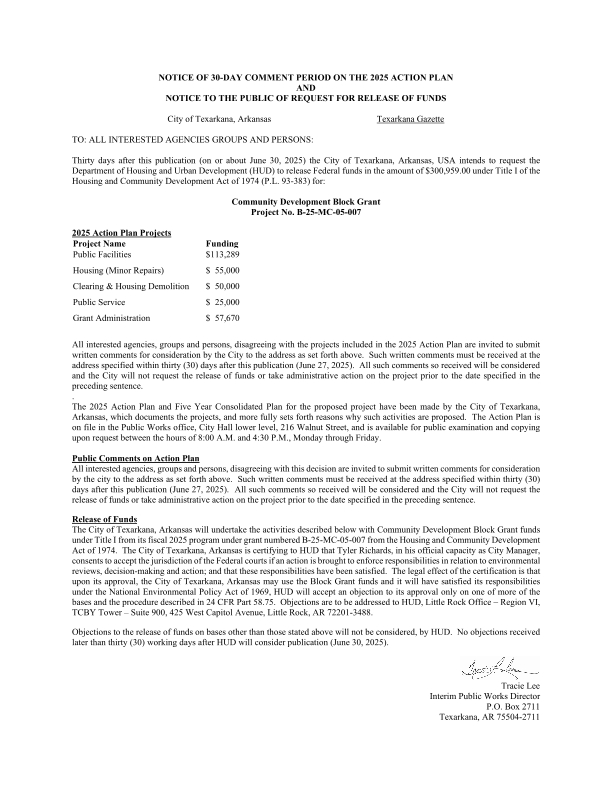 NOTICE OF 30-DAY COMMENT PERIOD ON THE 2025 ACTION PLAN
AND
NOTICE TO THE PUBLIC OF REQUEST FOR RELEASE OF FUNDS
City of Texarkana, Arkansas Texarkana Gazette
TO: ALL INTERESTED AGENCIES GROUPS AND PERSONS:
Thirty days after this publication (on or about June 30, 2025) the City of Texarkana, Arkansas, USA intends to request the
Department of Housing and Urban Development (HUD) to release Federal funds in the amount of $300,959.00 under Title I of the
Housing and Community Development Act of 1974 (P.L. 93-383) for:
Community Development Block Grant
Project No. B-25-MC-05-007
2025 Action Plan Projects
Project Name Funding
Public Facilities $113,289
Housing (Minor Repairs) $ 55,000
Clearing & Housing Demolition $ 50,000
Public Service $ 25,000
Grant Administration $ 57,670
All interested agencies, groups and persons, disagreeing with the projects included in the 2025 Action Plan are invited to submit
written comments for consideration by the City to the address as set forth above. Such written comments must be received at the
address specified within thirty (30) days after this publication (June 27, 2025). All such comments so received will be considered
and the City will not request the release of funds or take administrative action on the project prior to the date specified in the
preceding sentence.
.
The 2025 Action Plan and Five Year Consolidated Plan for the proposed project have been made by the City of Texarkana,
Arkansas, which documents the projects, and more fully sets forth reasons why such activities are proposed. The Action Plan is
on file in the Public Works office, City Hall lower level, 216 Walnut Street, and is available for public examination and copying
upon request between the hours of 8:00 A.M. and 4:30 P.M., Monday through Friday.
Public Comments on Action Plan
All interested agencies, groups and persons, disagreeing with this decision are invited to submit written comments for consideration
by the city to the address as set forth above. Such written comments must be received at the address specified within thirty (30)
days after this publication (June 27, 2025). All such comments so received will be considered and the City will not request the
release of funds or take administrative action on the project prior to the date specified in the preceding sentence.
Release of Funds
The City of Texarkana, Arkansas will undertake the activities described below with Community Development Block Grant funds
under Title I from its fiscal 2025 program under grant numbered B-25-MC-05-007 from the Housing and Community Development
Act of 1974. The City of Texarkana, Arkansas is certifying to HUD that Tyler Richards, in his official capacity as City Manager,
consents to accept the jurisdiction of the Federal courts if an action is brought to enforce responsibilities in relation to environmental
reviews, decision-making and action; and that these responsibilities have been satisfied. The legal effect of the certification is that
upon its approval, the City of Texarkana, Arkansas may use the Block Grant funds and it will have satisfied its responsibilities
under the National Environmental Policy Act of 1969, HUD will accept an objection to its approval only on one of more of the
bases and the procedure described in 24 CFR Part 58.75. Objections are to be addressed to HUD, Little Rock Office – Region VI,
TCBY Tower – Suite 900, 425 West Capitol Avenue, Little Rock, AR 72201-3488.
Objections to the release of funds on bases other than those stated above will not be considered, by HUD. No objections received
later than thirty (30) working days after HUD will consider publication (June 30, 2025).
Tracie Lee
Interim Public Works Director
P.O. Box 2711
Texarkana, AR 75504-2711